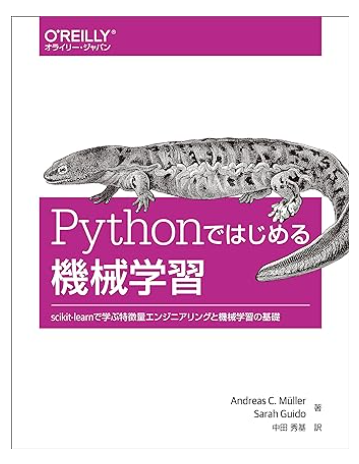 O'REILLY®
オライリー・ジャパン
Pythonではじめる
機械学習
scikit-learnで学ぶ特徴量エンジニアリングと機械学習の基礎
Andreas C. Müller
Sarah Guido 著
中田 秀基 訳